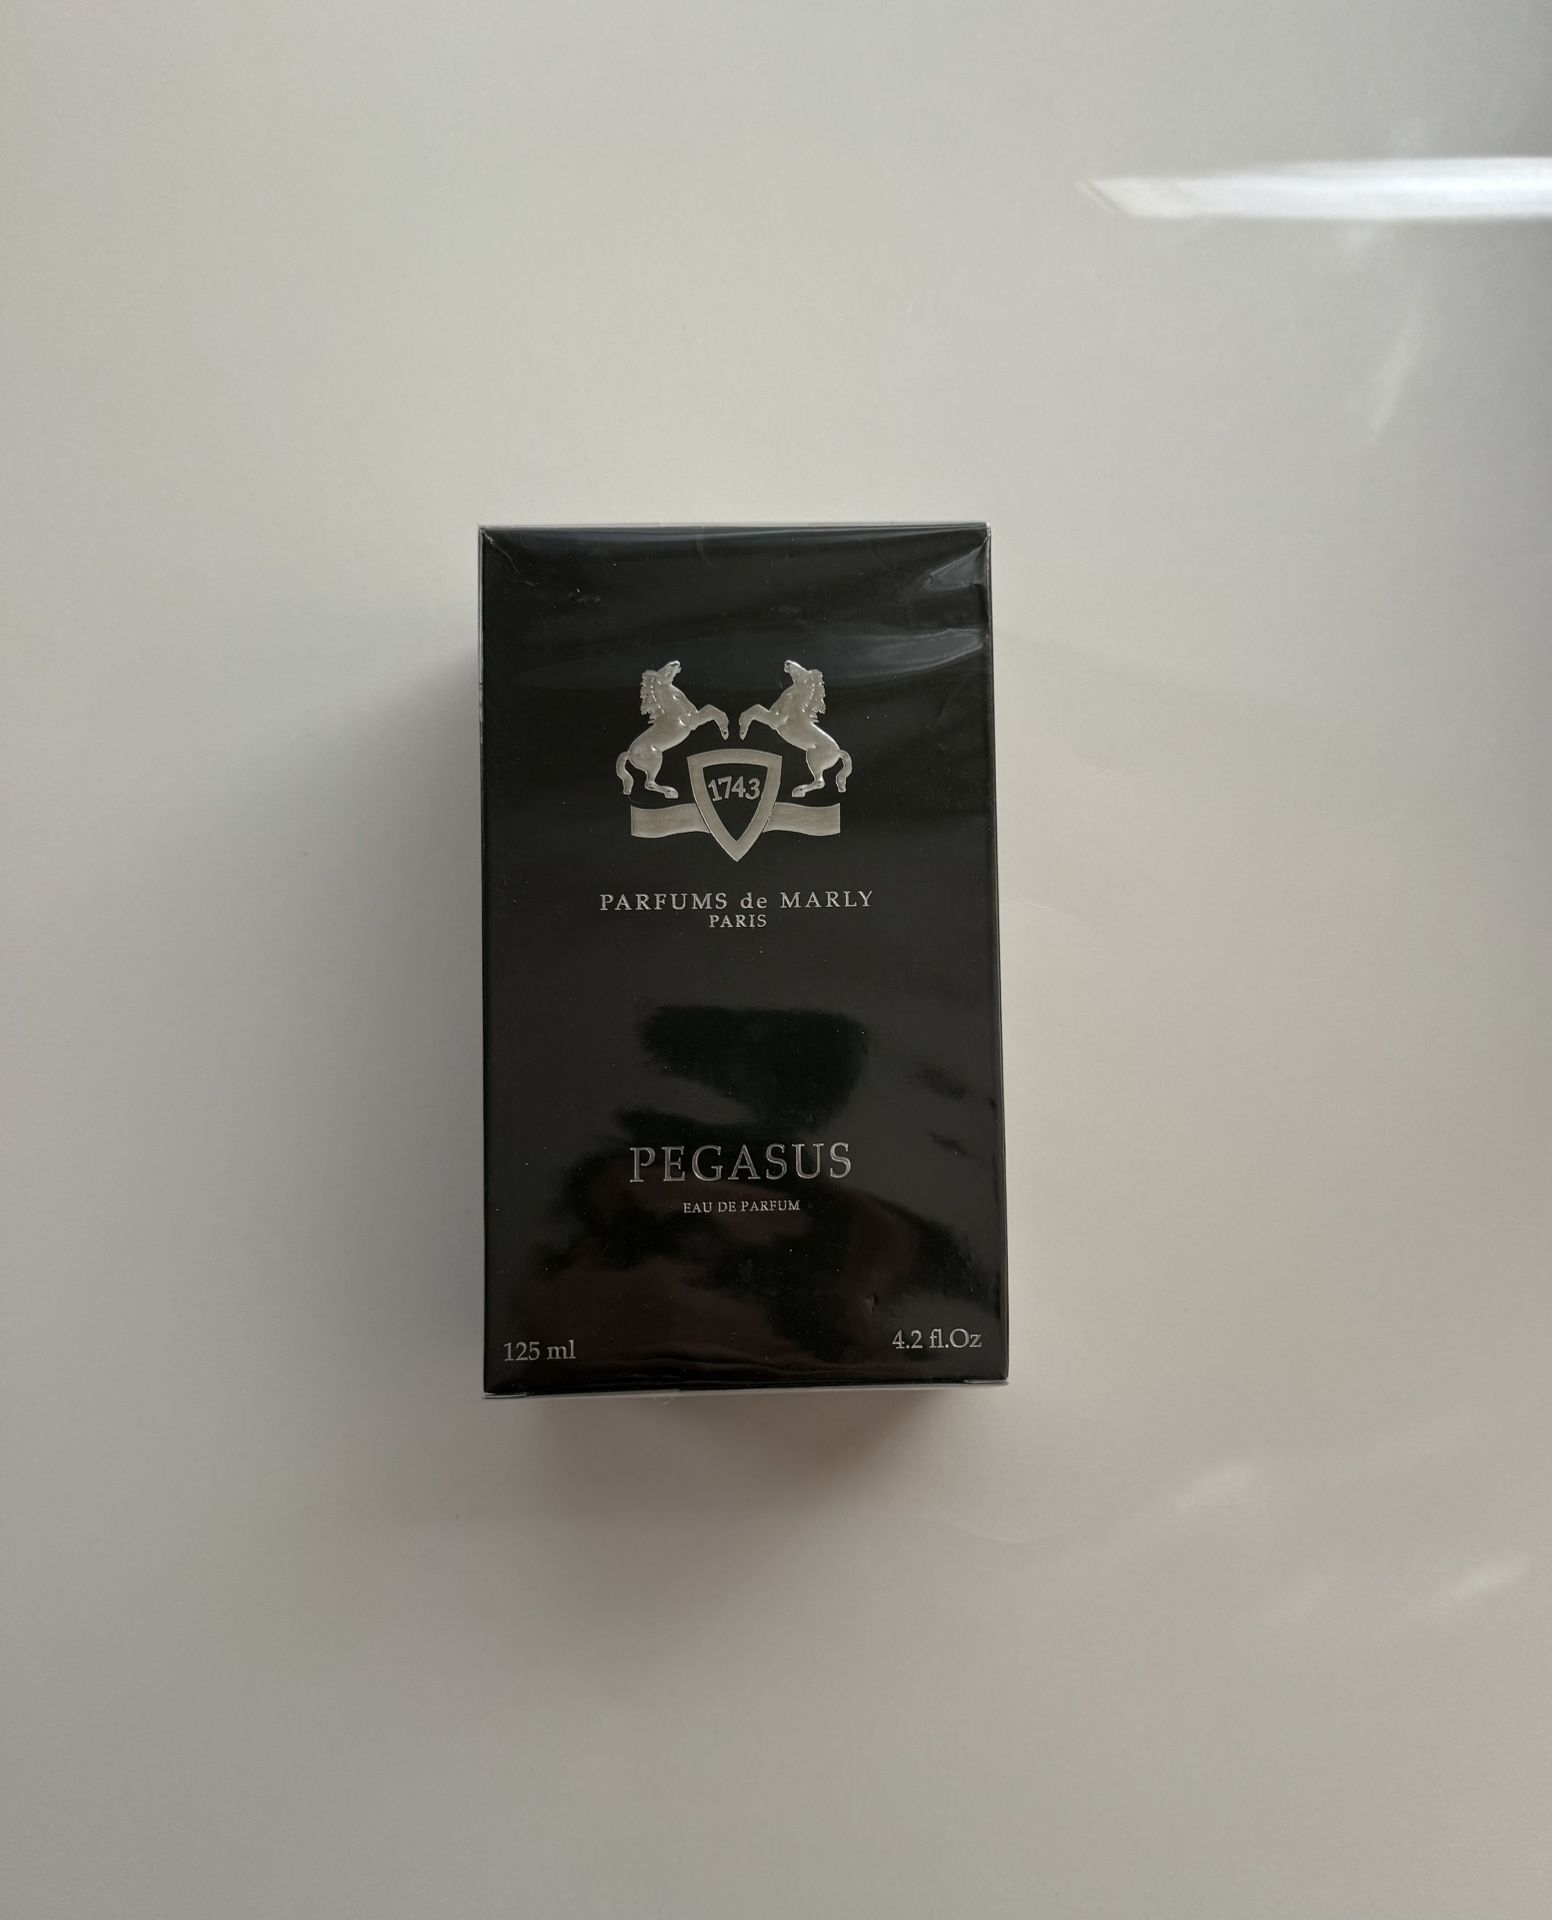 1743
PARFUMS de MARLY
PARIS
PEGASUS
EAU DE PARFUM
125 ml 4.2 fl.Oz